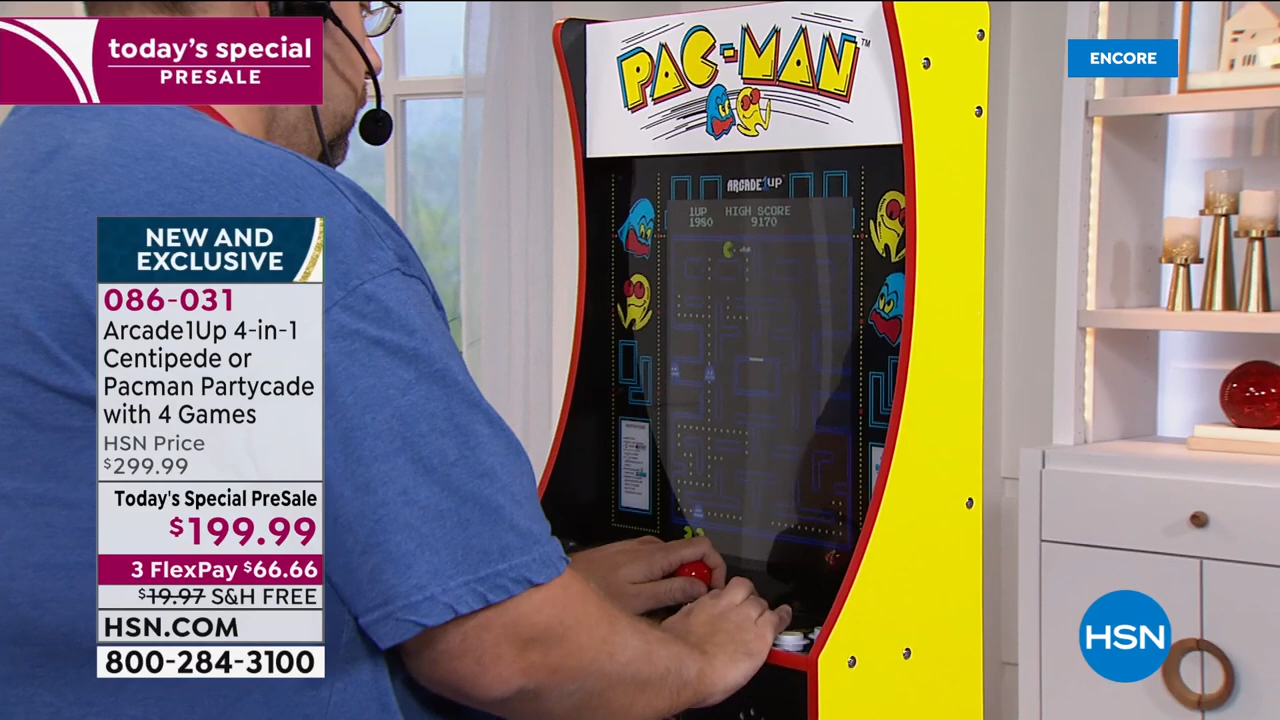 today's special
PRESALE
ENCORE
PAC-MAN™
ARCADE1UP
1UP HIGH SCORE
1980 9170
NEW AND
EXCLUSIVE
086-031
Arcade1Up 4-in-1
Centipede or
Pacman Partycade
with 4 Games
HSN Price
$299.99
Today's Special PreSale
$199.99
3 FlexPay $66.66
$19.97 S&H FREE
HSN.COM
800-284-3100
HSN